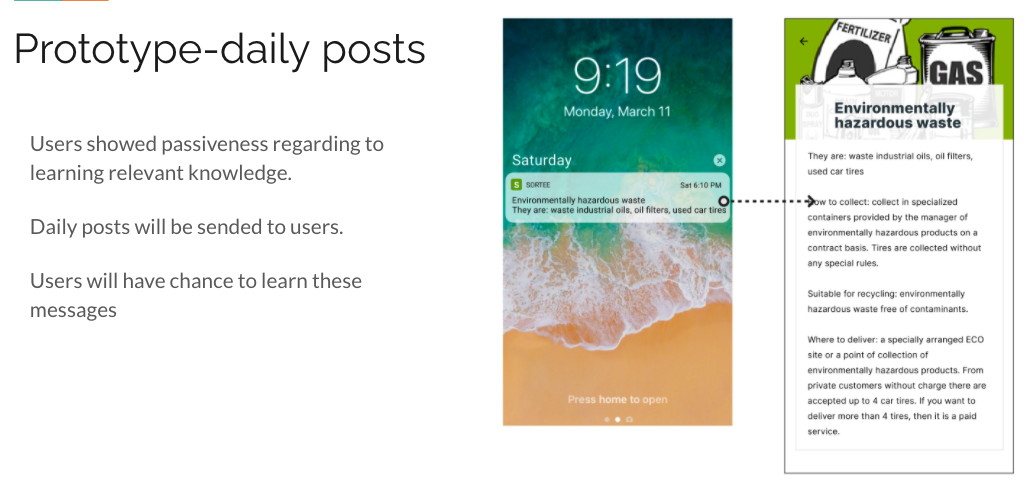 Prototype-daily posts
Users showed passiveness regarding to
learning relevant knowledge.
Daily posts will be sended to users.
Users will have chance to learn these
messages
9:19
Monday, March 11
Saturday
S SORTEE Sat 6:10 PM
Environmentally hazardous waste
They are: waste industrial oils, oil filters, used car tires
Press home to open
FERTILIZER
GAS
Environmentally
hazardous waste
They are: waste industrial oils, oil filters,
used car tires
How to collect: collect in specialized
containers provided by the manager of
environmentally hazardous products on a
contract basis. Tires are collected without
any special rules.
Suitable for recycling: environmentally
hazardous waste free of contaminants.
Where to deliver: a specially arranged ECO
site or a point of collection of
environmentally hazardous products. From
private customers without charge there are
accepted up to 4 car tires. If you want to
deliver more than 4 tires, then it is a paid
service.